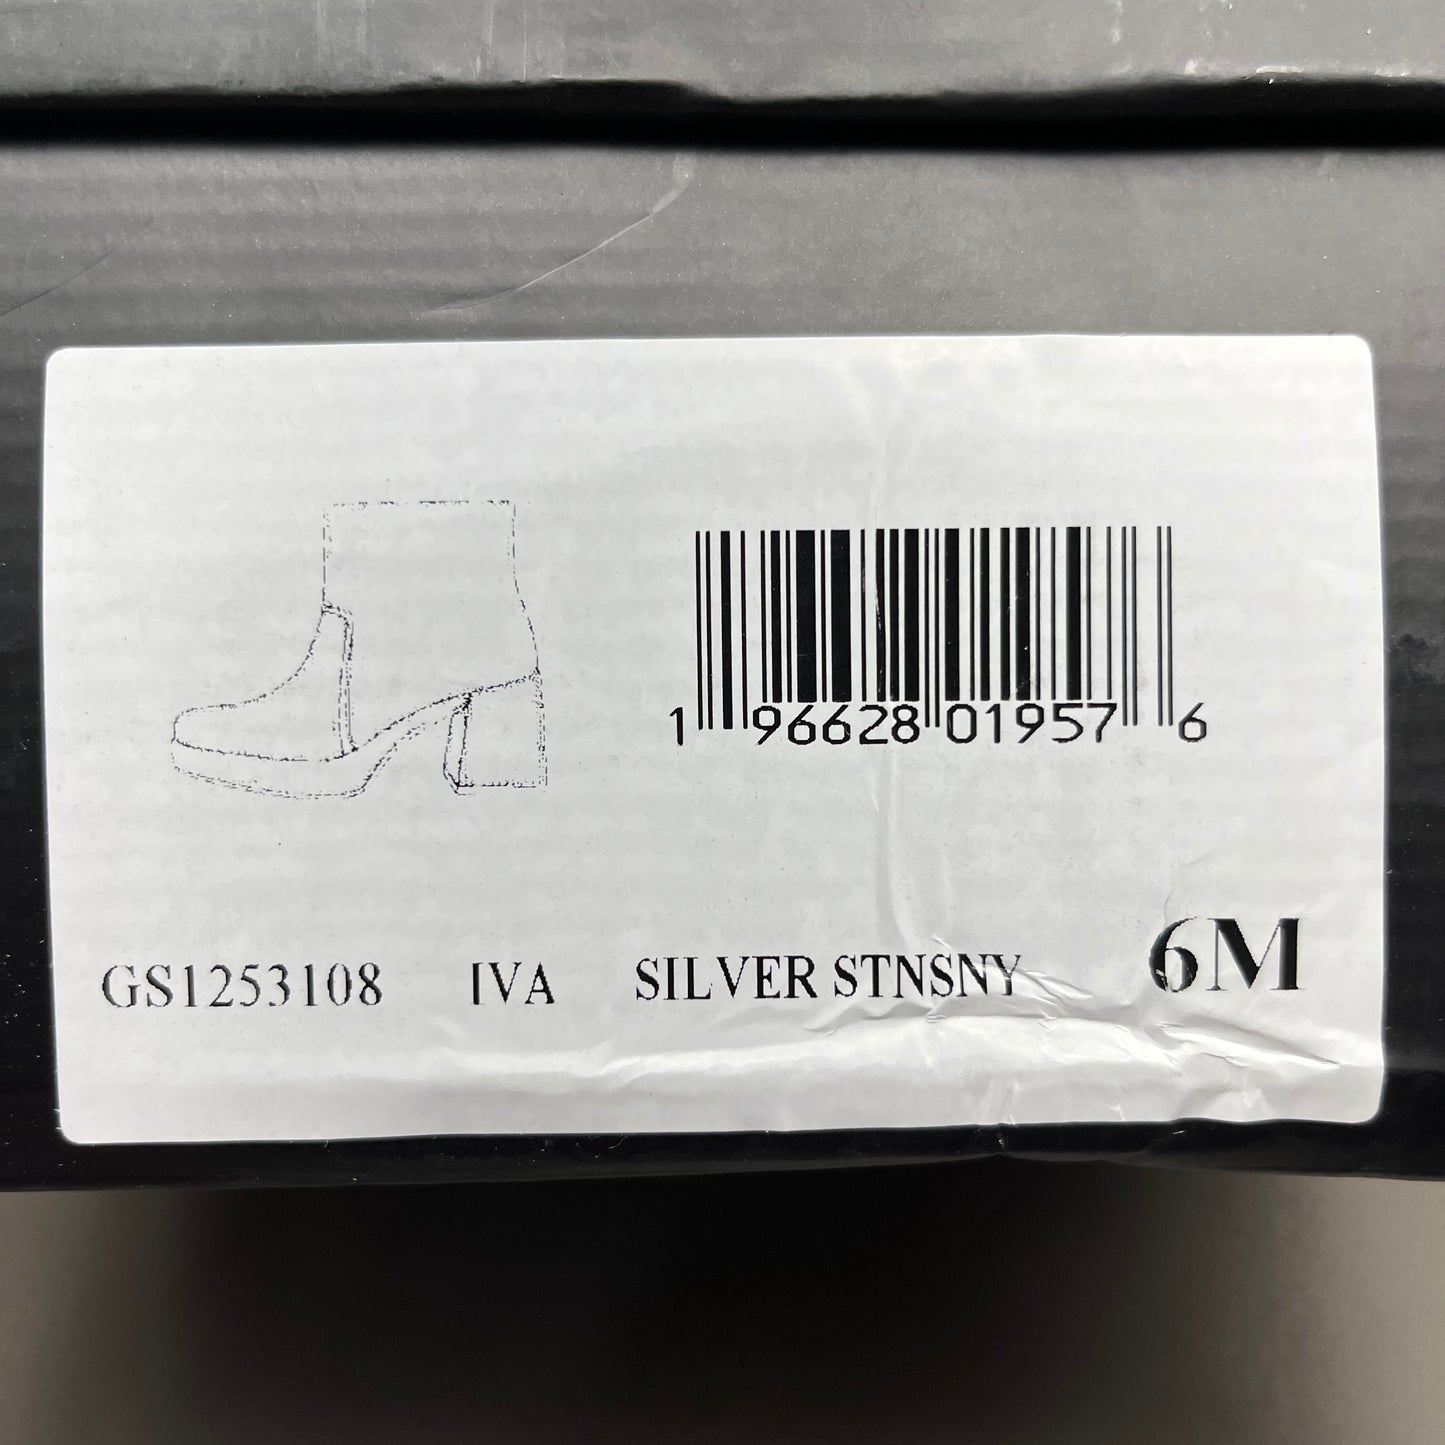 1 96628 01957 6
GS1253108 IVA SILVER STNSNY 6M